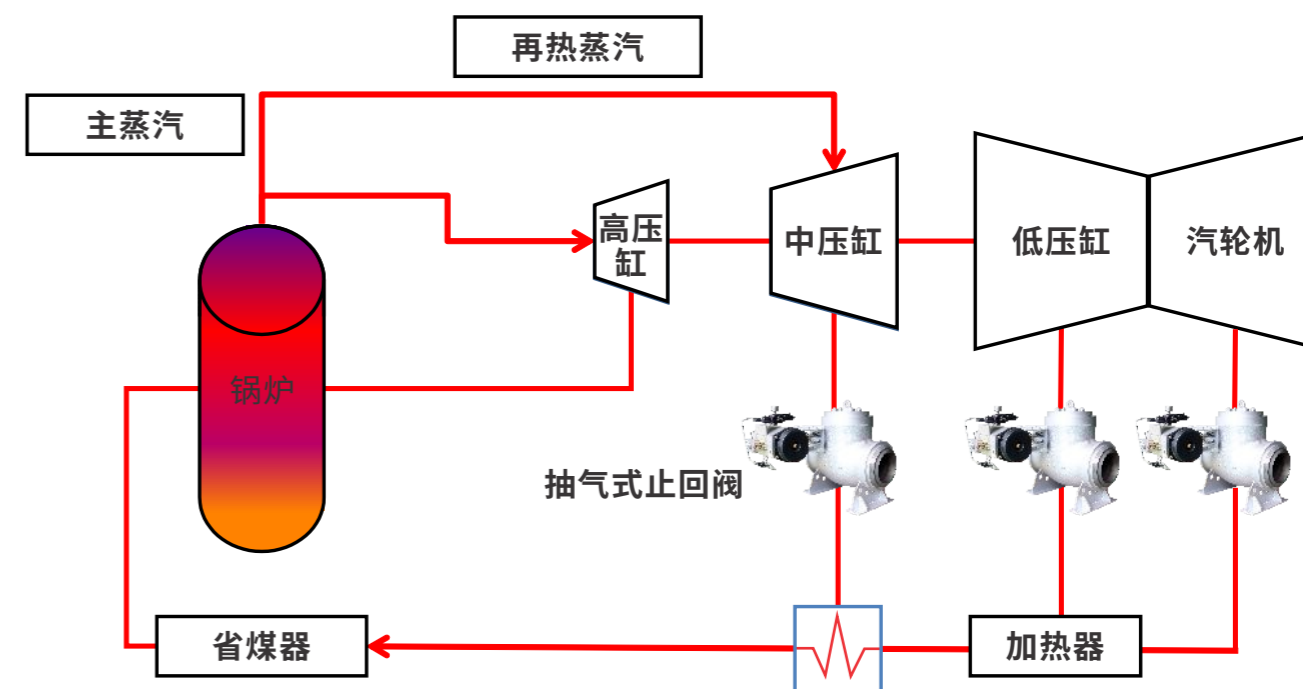 再热蒸汽
主蒸汽
高压
缸
中压缸
低压缸
汽轮机
锅炉
抽气式止回阀
省煤器
加热器